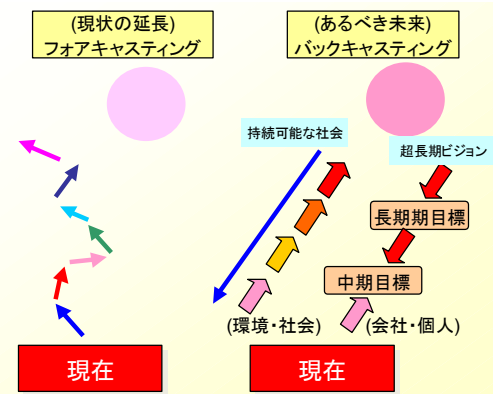 (現状の延長)
フォアキャスティング
(あるべき未来)
バックキャスティング
持続可能な社会
超長期ビジョン
長期期目標
中期目標
(環境・社会)
(会社・個人)
現在
現在